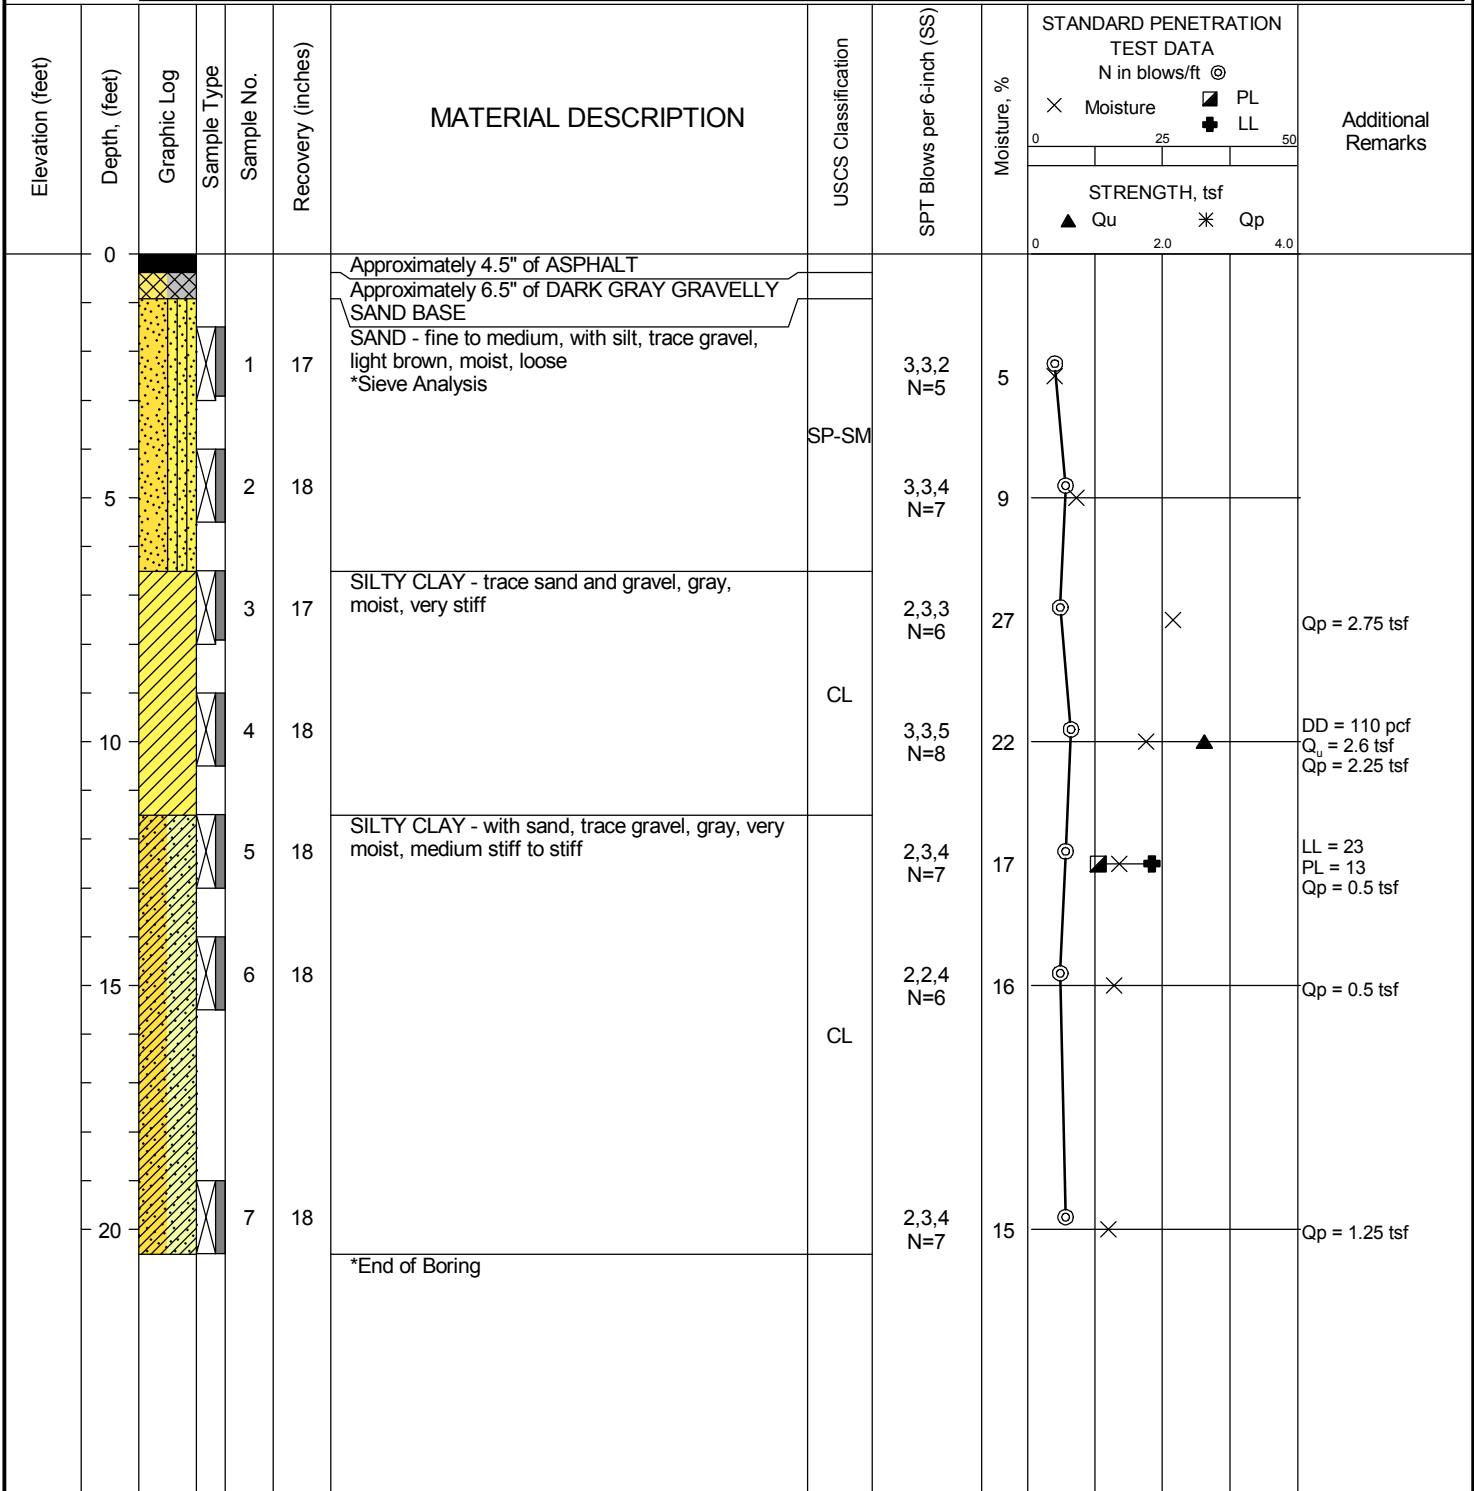 Elevation (feet)
Depth, (feet)
Graphic Log
Sample Type
Sample No.
Recovery (inches)
MATERIAL DESCRIPTION
USCS Classification
SPT Blows per 6-inch (SS)
Moisture, %
STANDARD PENETRATION
TEST DATA
N in blows/ft
Moisture
PL
LL
0 25 50
STRENGTH, tsf
Qu Qp
0 2.0 4.0
Additional
Remarks
0
Approximately 4.5" of ASPHALT
Approximately 6.5" of DARK GRAY GRAVELLY
SAND BASE
SAND - fine to medium, with silt, trace gravel,
light brown, moist, loose
*Sieve Analysis
1 17
3,3,2
N=5
5
SP-SM
5
2 18
3,3,4
N=7
9
SILTY CLAY - trace sand and gravel, gray,
moist, very stiff
3 17
2,3,3
N=6
27
Qp = 2.75 tsf
CL
10
4 18
3,3,5
N=8
22
DD = 110 pcf
Qu = 2.6 tsf
Qp = 2.25 tsf
SILTY CLAY - with sand, trace gravel, gray, very
moist, medium stiff to stiff
5 18
2,3,4
N=7
17
LL = 23
PL = 13
Qp = 0.5 tsf
15
6 18
2,2,4
N=6
16
Qp = 0.5 tsf
CL
20
7 18
2,3,4
N=7
15
Qp = 1.25 tsf
*End of Boring